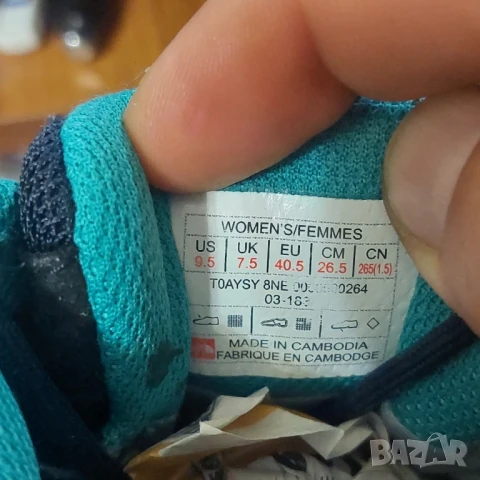 WOMEN'S/FEMMES
US UK EU CM CN
9.5 7.5 40.5 26.5 265(1.5)
T0AYSY 8NE
03-18
MADE IN CAMBODIA
FABRIQUE EN CAMBODGE
BAZAR